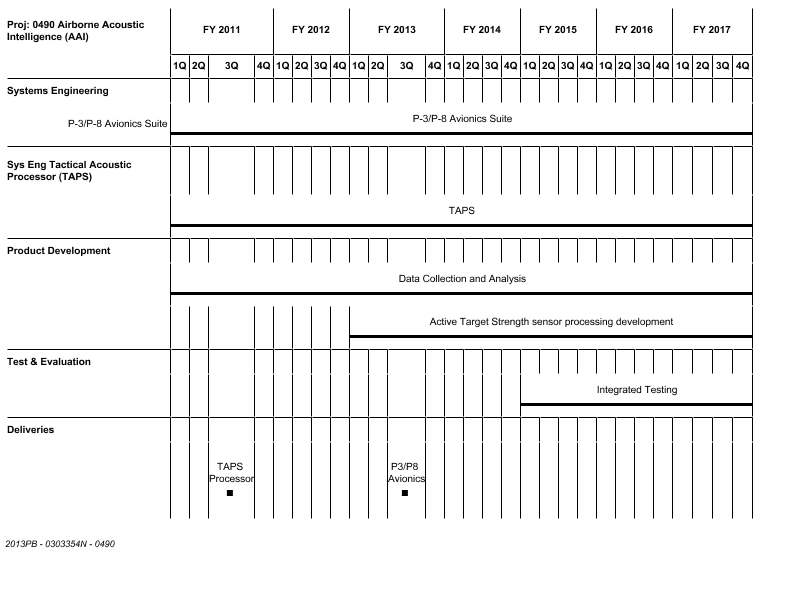 Proj: 0490 Airborne Acoustic
Intelligence (AAI)
FY 2011 FY 2012 FY 2013 FY 2014 FY 2015 FY 2016 FY 2017
1Q 2Q 3Q 4Q 1Q 2Q 3Q 4Q 1Q 2Q 3Q 4Q 1Q 2Q 3Q 4Q 1Q 2Q 3Q 4Q 1Q 2Q 3Q 4Q 1Q 2Q 3Q 4Q
Systems Engineering
P-3/P-8 Avionics Suite
P-3/P-8 Avionics Suite
Sys Eng Tactical Acoustic
Processor (TAPS)
TAPS
Product Development
Data Collection and Analysis
Active Target Strength sensor processing development
Test & Evaluation
Integrated Testing
Deliveries
TAPS
Processor
P3/P8
Avionics
2013PB - 0303354N - 0490